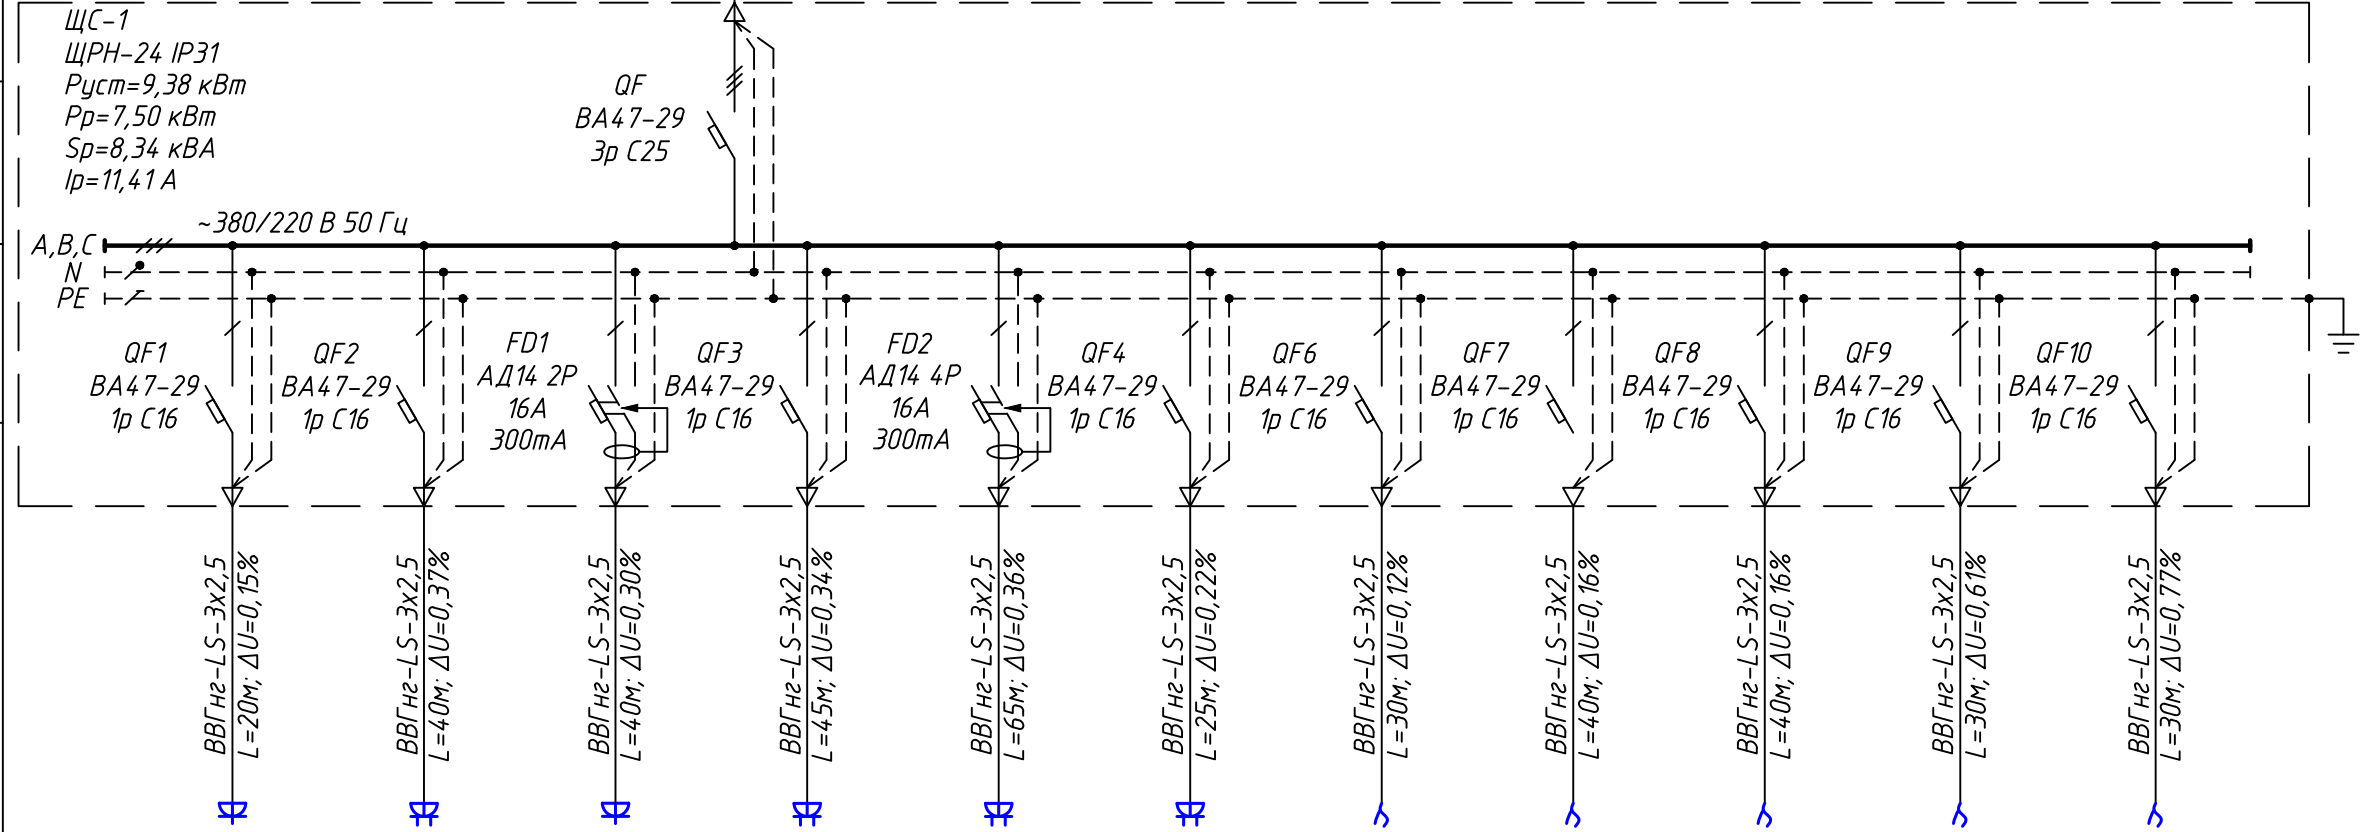 ЩС-1
ЩРН-24 IP31
Руст=9,38 кВт
Рр=7,50 кВт
Sр=8,34 кВА
Iр=11,41 А
QF
ВА47-29
3р С25
~380/220 В 50 Гц
А,В,С
N
PE
QF1
ВА47-29
1р С16
QF2
ВА47-29
1р С16
FD1
АД14 2Р
16А
300mA
QF3
ВА47-29
1р С16
FD2
АД14 4Р
16А
300mA
QF4
ВА47-29
1р С16
QF6
ВА47-29
1р С16
QF7
ВА47-29
1р С16
QF8
ВА47-29
1р С16
QF9
ВА47-29
1р С16
QF10
ВА47-29
1р С16
ВВГнг-LS-3х2,5
L=20м; ΔU=0,15%
ВВГнг-LS-3х2,5
L=40м; ΔU=0,37%
ВВГнг-LS-3х2,5
L=40м; ΔU=0,30%
ВВГнг-LS-3х2,5
L=45м; ΔU=0,34%
ВВГнг-LS-3х2,5
L=65м; ΔU=0,36%
ВВГнг-LS-3х2,5
L=25м; ΔU=0,22%
ВВГнг-LS-3х2,5
L=30м; ΔU=0,12%
ВВГнг-LS-3х2,5
L=40м; ΔU=0,16%
ВВГнг-LS-3х2,5
L=40м; ΔU=0,16%
ВВГнг-LS-3х2,5
L=30м; ΔU=0,61%
ВВГнг-LS-3х2,5
L=30м; ΔU=0,77%